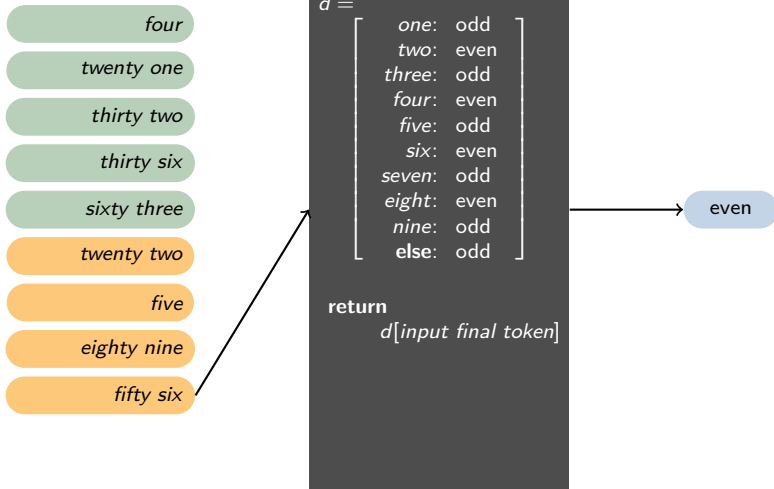 four
twenty one
thirty two
thirty six
sixty three
twenty two
five
eighty nine
fifty six
d =
one: odd
two: even
three: odd
four: even
five: odd
six: even
seven: odd
eight: even
nine: odd
else: odd
return
d[input final token]
even